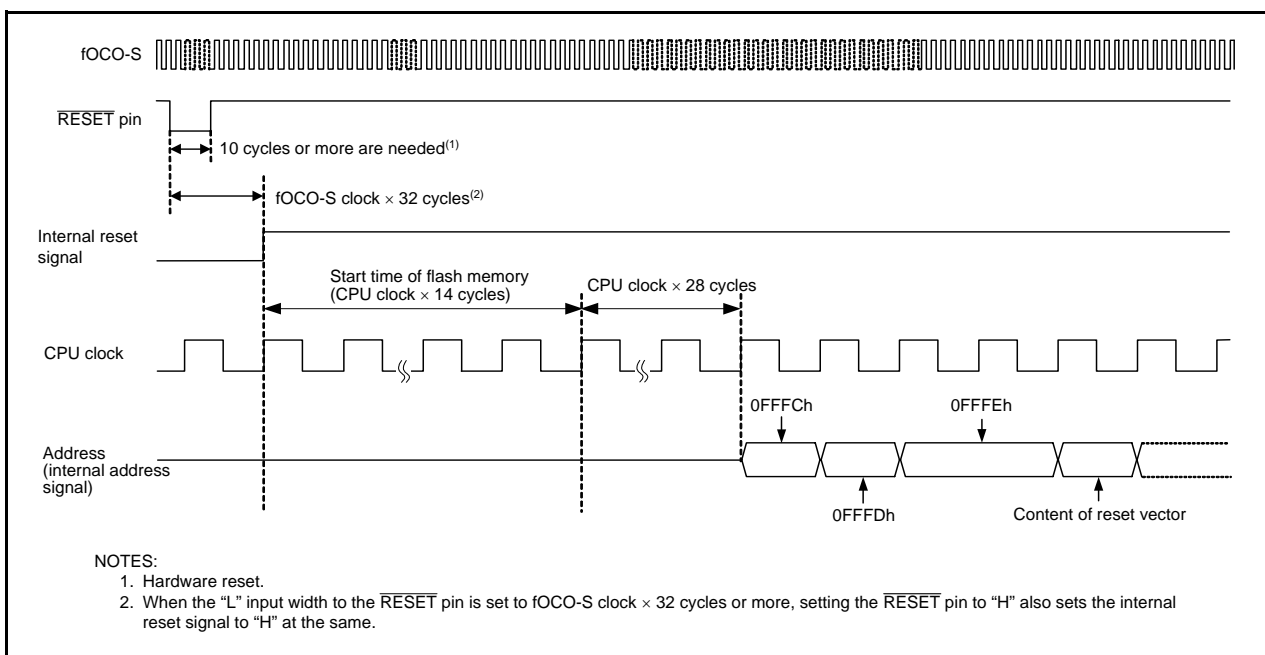 fOCO-S
RESET pin
10 cycles or more are needed(1)
fOCO-S clock × 32 cycles(2)
Internal reset
signal
Start time of flash memory
(CPU clock × 14 cycles)
CPU clock × 28 cycles
CPU clock
0FFFCh
0FFFEh
Address
(internal address
signal)
0FFFDh
Content of reset vector
NOTES:
1. Hardware reset.
2. When the “L” input width to the RESET pin is set to fOCO-S clock × 32 cycles or more, setting the RESET pin to “H” also sets the internal
reset signal to “H” at the same.